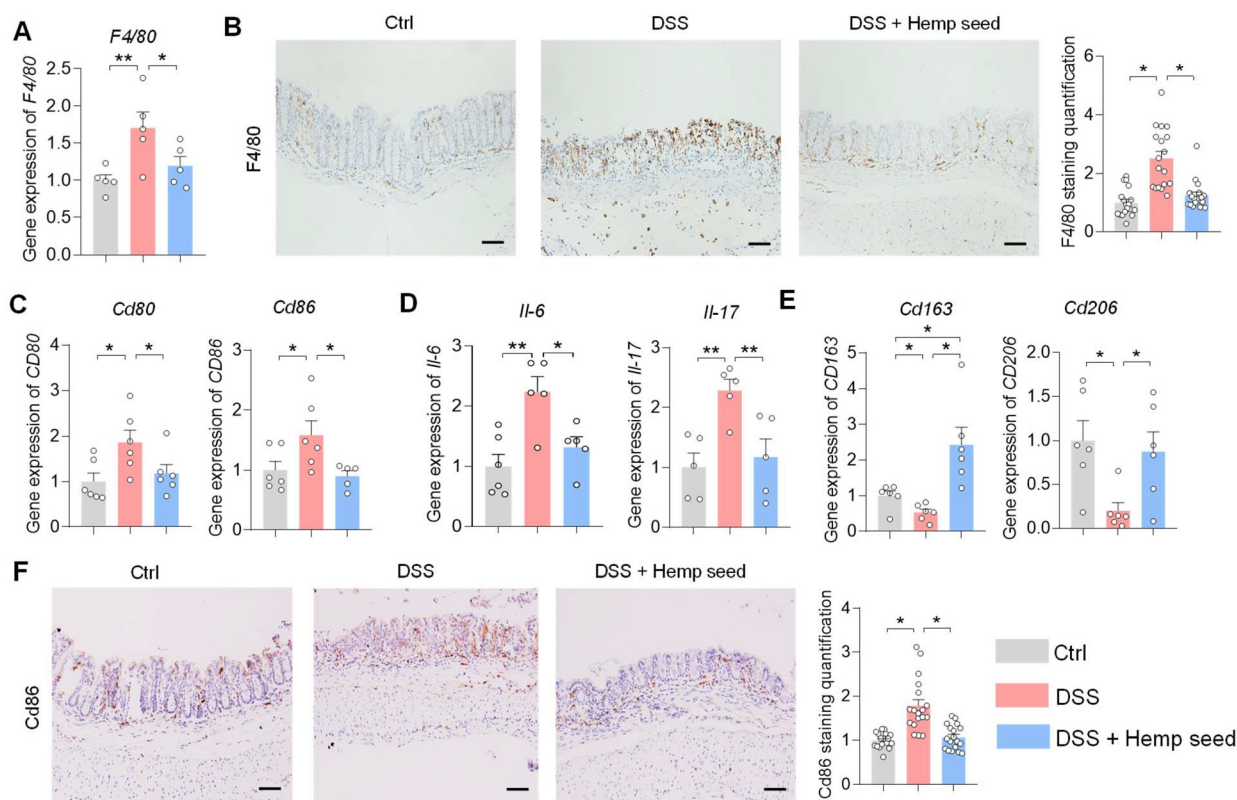 A
F4/80
Gene expression of F4/80
2.5
2.0
1.5
1.0
0.5
0.0
**
*
B
Ctrl
DSS
DSS + Hemp seed
F4/80
F4/80 staining quantification
6
4
2
0
*
*
C
Cd80
Gene expression of CD80
4
3
2
1
0
*
*
Cd86
Gene expression of CD86
3
2
1
0
*
*
D
Il-6
Gene expression of Il-6
3
2
1
0
**
*
Il-17
Gene expression of Il-17
3
2
1
0
**
**
E
Cd163
Gene expression of CD163
5
4
3
2
1
0
*
*
*
Cd206
Gene expression of CD206
2.0
1.5
1.0
0.5
0.0
*
*
F
Ctrl
DSS
DSS + Hemp seed
Cd86
Cd86 staining quantification
4
3
2
1
0
*
*
Ctrl
DSS
DSS + Hemp seed